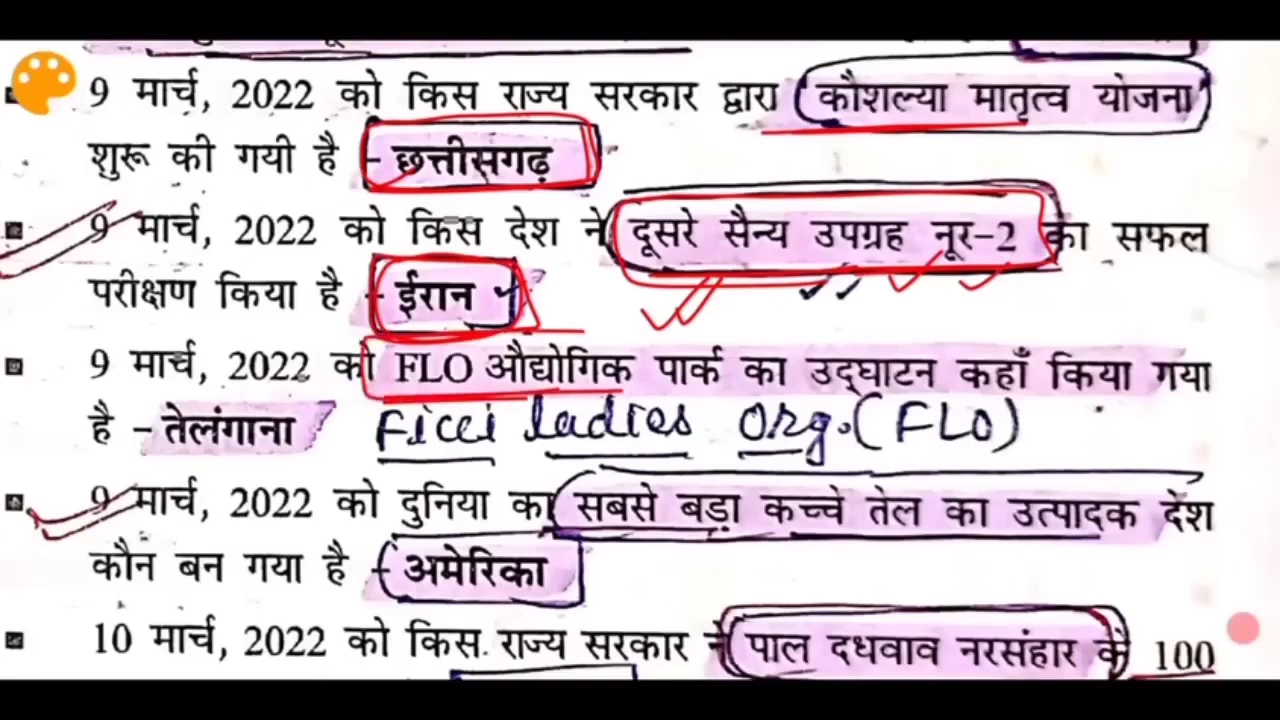 9 मार्च, 2022 को किस राज्य सरकार द्वारा कौशल्या मातृत्व योजना
शुरू की गयी है - छत्तीसगढ़
9 मार्च, 2022 को किस देश ने दूसरे सैन्य उपग्रह नूर-2 का सफल
परीक्षण किया है - ईरान
9 मार्च, 2022 को FLO औद्योगिक पार्क का उद्घाटन कहाँ किया गया
है - तेलंगाना Ficci ladies Org. (FLO)
9 मार्च, 2022 को दुनिया का सबसे बड़ा कच्चे तेल का उत्पादक देश
कौन बन गया है - अमेरिका
10 मार्च, 2022 को किस राज्य सरकार ने पाल दधवाव नरसंहार के 100